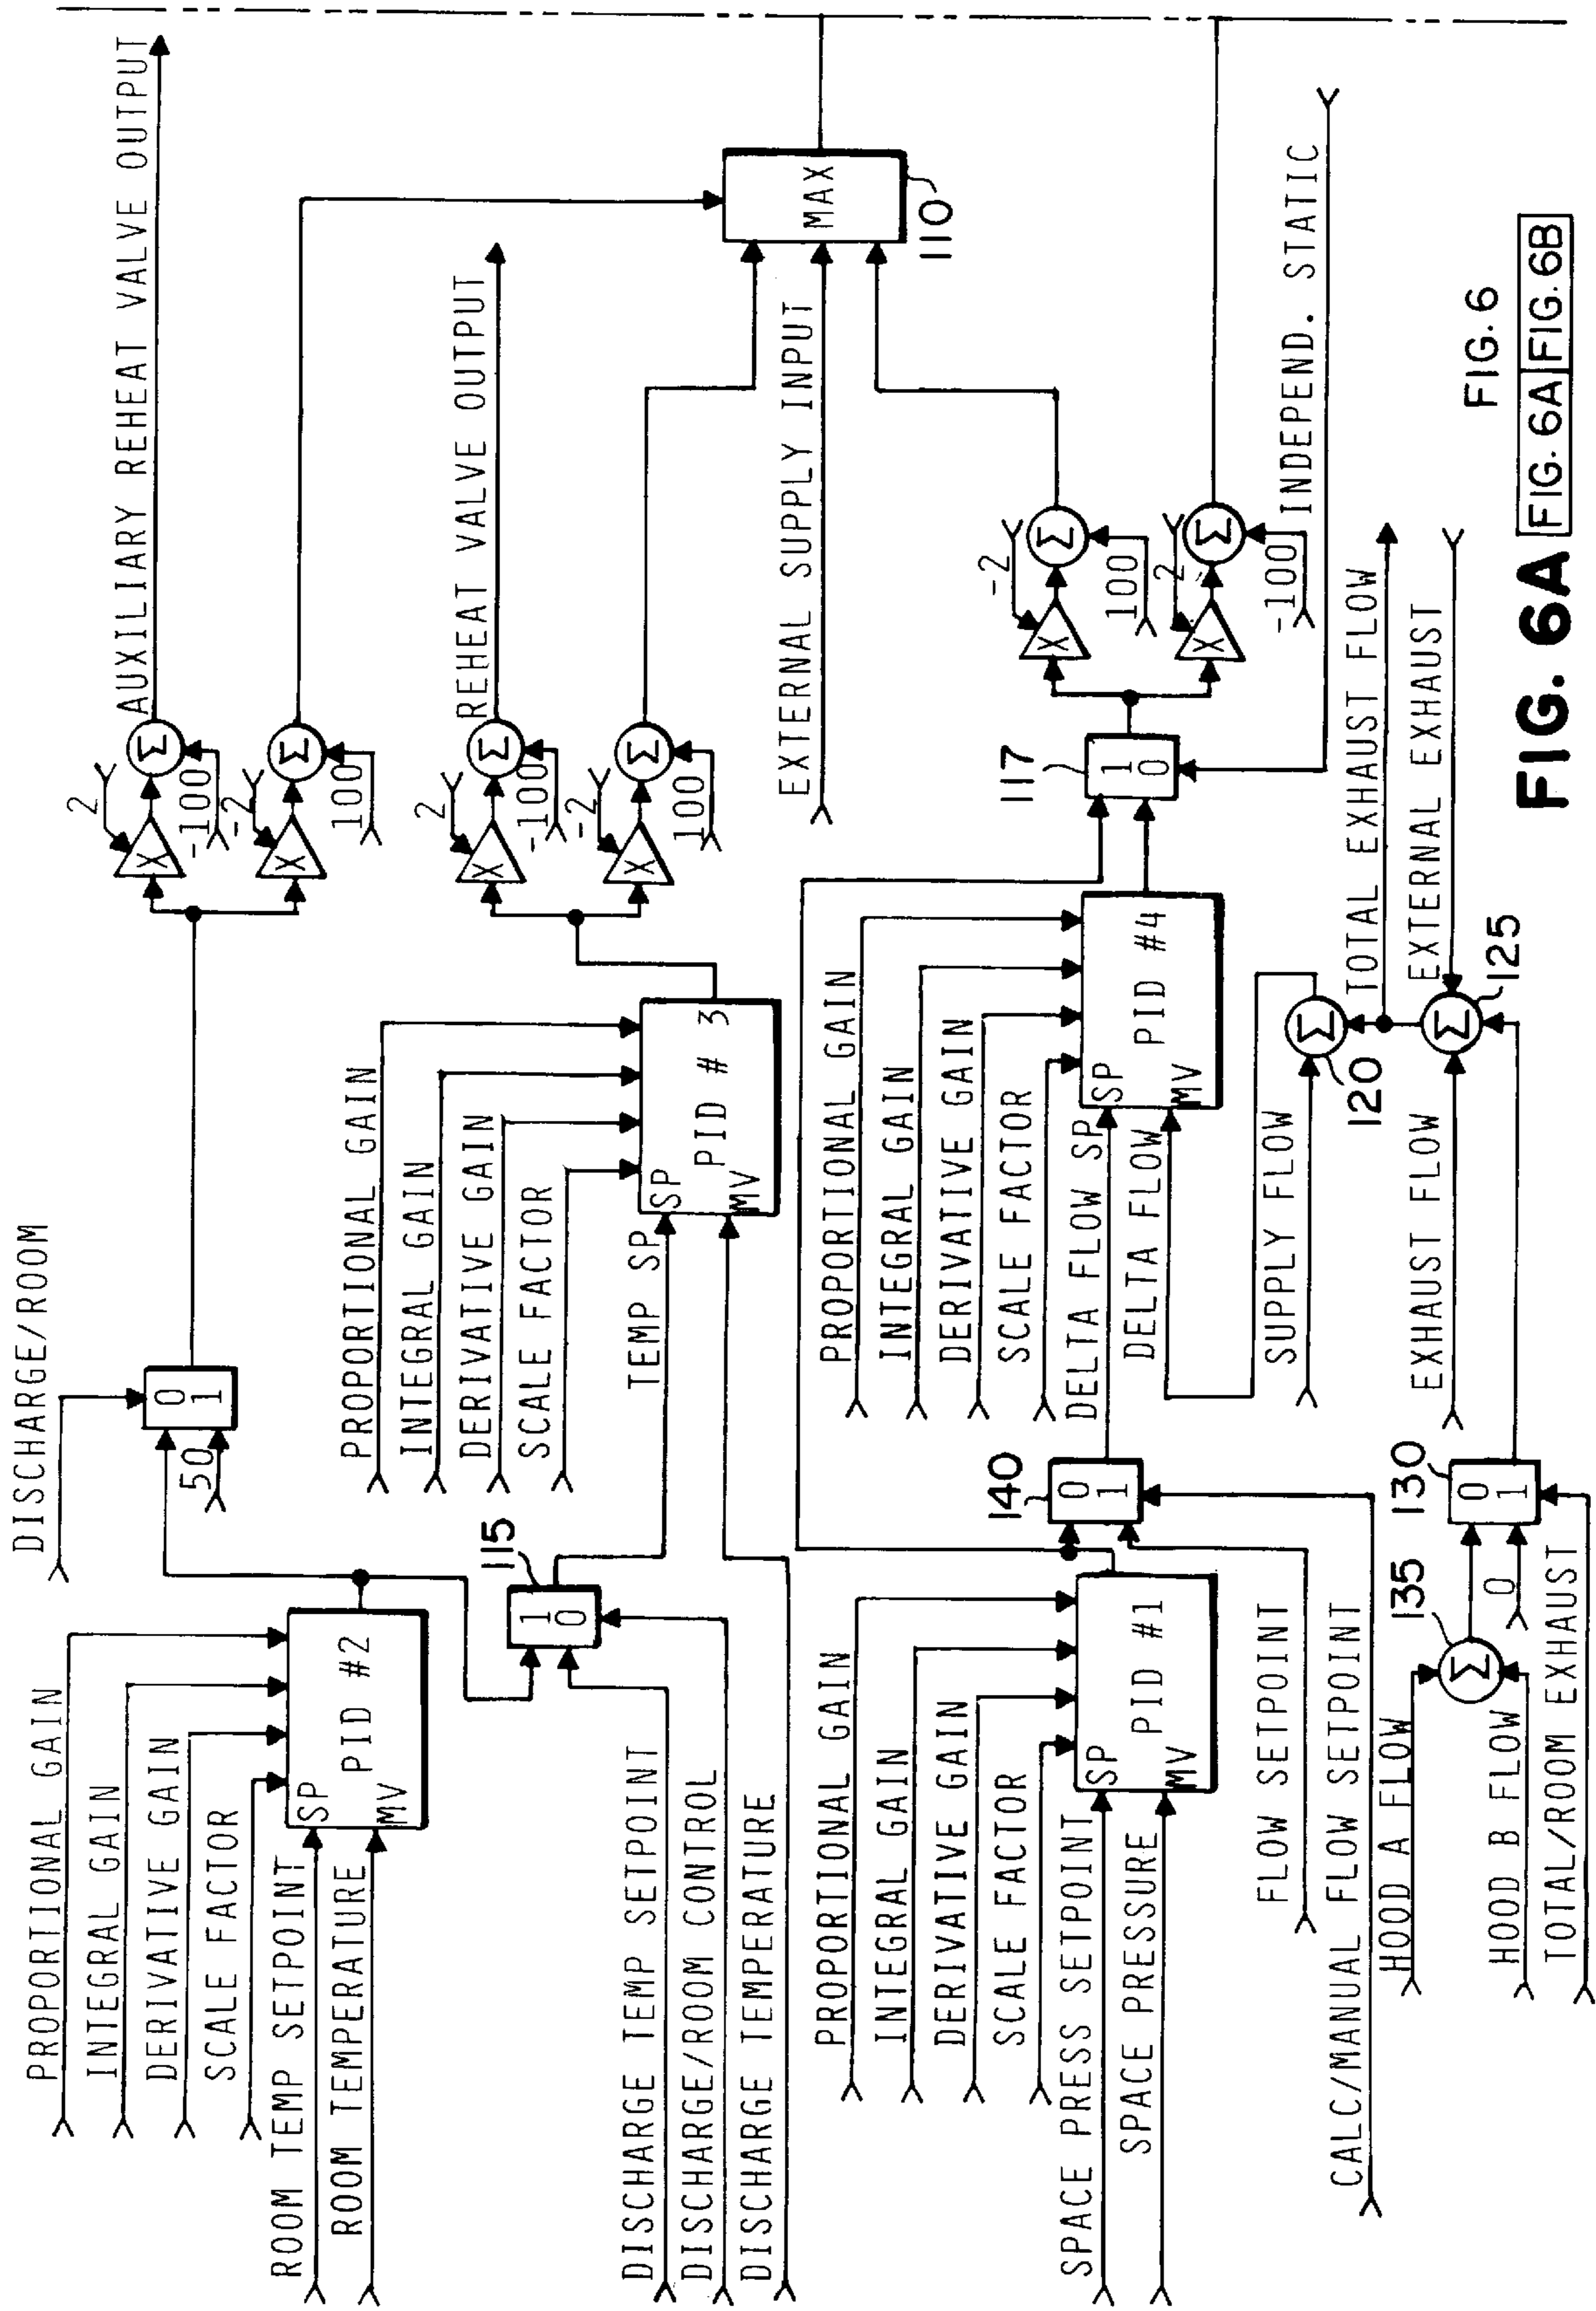 DISCHARGE/ROOM
0
1
50
2
X
Σ
-100
AUXILIARY REHEAT VALVE OUTPUT
-2
X
Σ
100
PROPORTIONAL GAIN
INTEGRAL GAIN
DERIVATIVE GAIN
SCALE FACTOR
ROOM TEMP SETPOINT
ROOM TEMPERATURE
SP
PID #2
MV
115
1
0
DISCHARGE TEMP SETPOINT
DISCHARGE/ROOM CONTROL
DISCHARGE TEMPERATURE
PROPORTIONAL GAIN
INTEGRAL GAIN
DERIVATIVE GAIN
SCALE FACTOR
TEMP SP
SP
PID # 3
MV
2
X
Σ
-100
REHEAT VALVE OUTPUT
-2
X
Σ
100
EXTERNAL SUPPLY INPUT
MAX
110
PROPORTIONAL GAIN
INTEGRAL GAIN
DERIVATIVE GAIN
SCALE FACTOR
SPACE PRESS SETPOINT
SPACE PRESSURE
SP
PID #1
MV
140
0
1
FLOW SETPOINT
CALC/MANUAL FLOW SETPOINT
PROPORTIONAL GAIN
INTEGRAL GAIN
DERIVATIVE GAIN
SCALE FACTOR
DELTA FLOW SP
DELTA FLOW
SP
PID #4
MV
117
1
0
-2
X
Σ
100
2
X
Σ
-100
INDEPEND. STATIC
SUPPLY FLOW
Σ
120
TOTAL EXHAUST FLOW
EXTERNAL EXHAUST
EXHAUST FLOW
Σ
125
HOOD A FLOW
HOOD B FLOW
TOTAL/ROOM EXHAUST
135
Σ
0
130
0
1
FIG. 6A
FIG. 6
FIG. 6A FIG. 6B